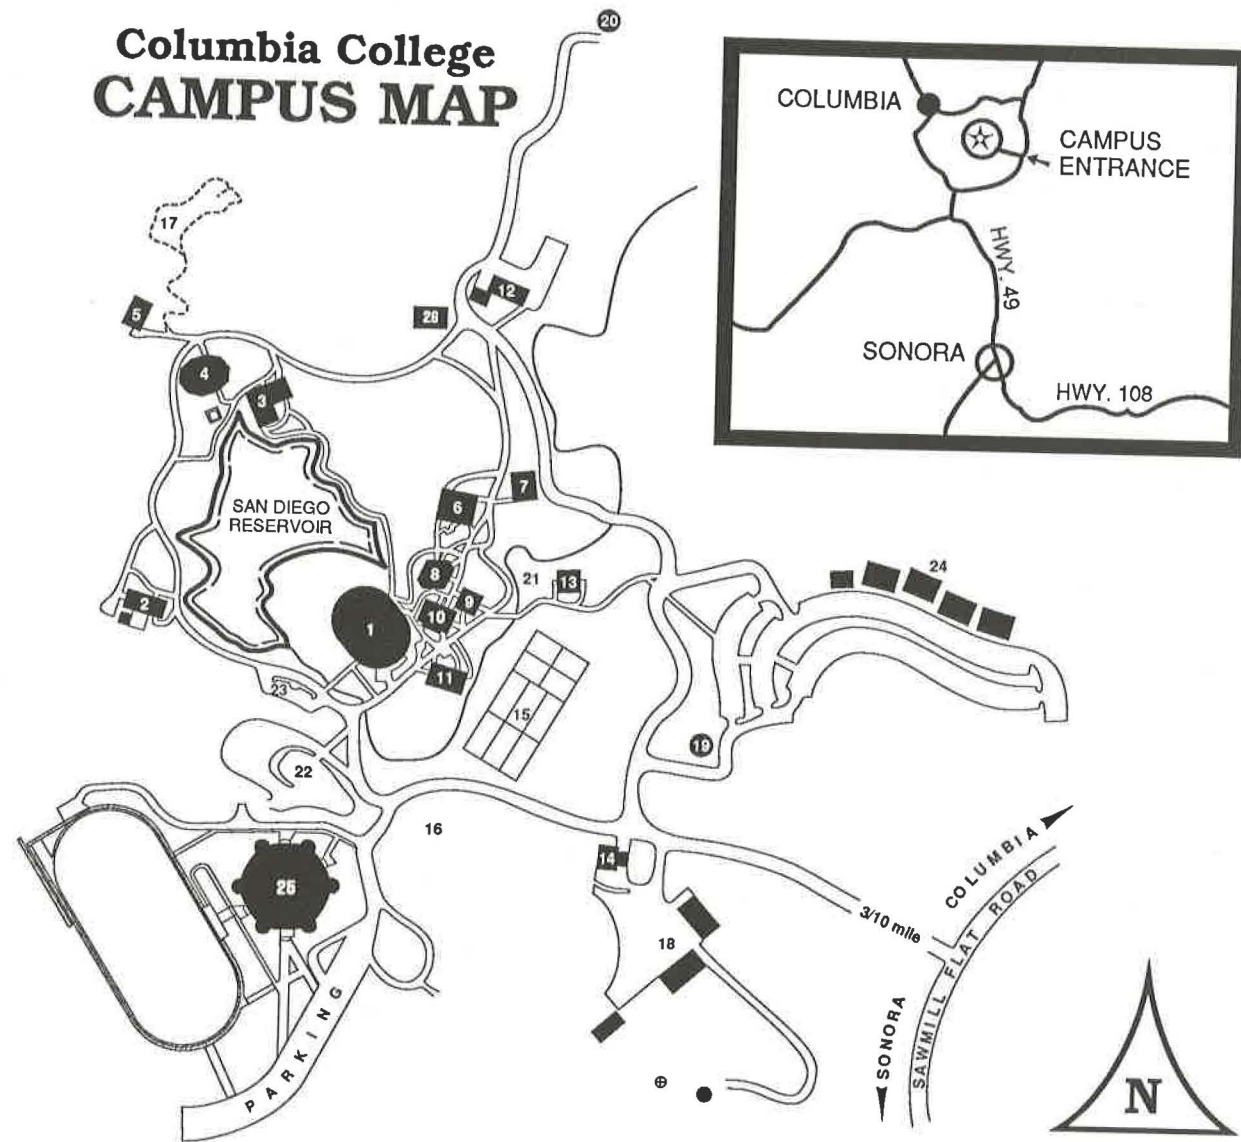 Columbia College
CAMPUS MAP
20
COLUMBIA
CAMPUS
ENTRANCE
HWY. 49
SONORA
HWY. 108
17
12
5
26
4
3
SAN DIEGO
RESERVOIR
7
6
8
21
13
24
2
9
10
1
11
23
15
19
22
16
14
25
18
3/10 mile
COLUMBIA
SAWMILL FLAT ROAD
SONORA
PARKING
N